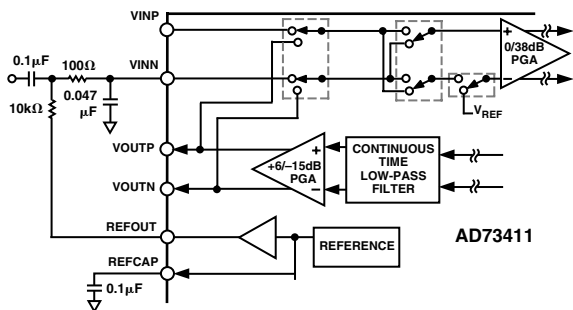 VINP
0/38dB
PGA
+
−
0.1μF
100Ω
VINN
10kΩ
0.047
μF
VREF
VOUTP
+
+6/–15dB
PGA
−
CONTINUOUS
TIME
LOW-PASS
FILTER
VOUTN
REFOUT
REFERENCE
AD73411
REFCAP
0.1μF